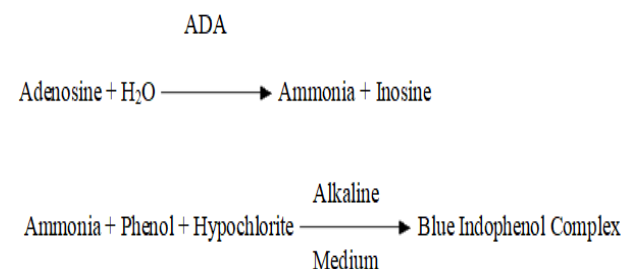 ADA
Adenosine + H₂O ⟶ Ammonia + Inosine
Alkaline
Ammonia + Phenol + Hypochlorite ⟶ Blue Indophenol Complex
Medium